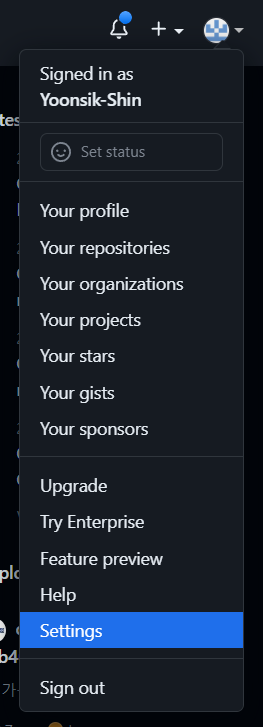 Signed in as
Yoonsik-Shin
Set status
Your profile
Your repositories
Your organizations
Your projects
Your stars
Your gists
Your sponsors
Upgrade
Try Enterprise
Feature preview
Help
Settings
Sign out